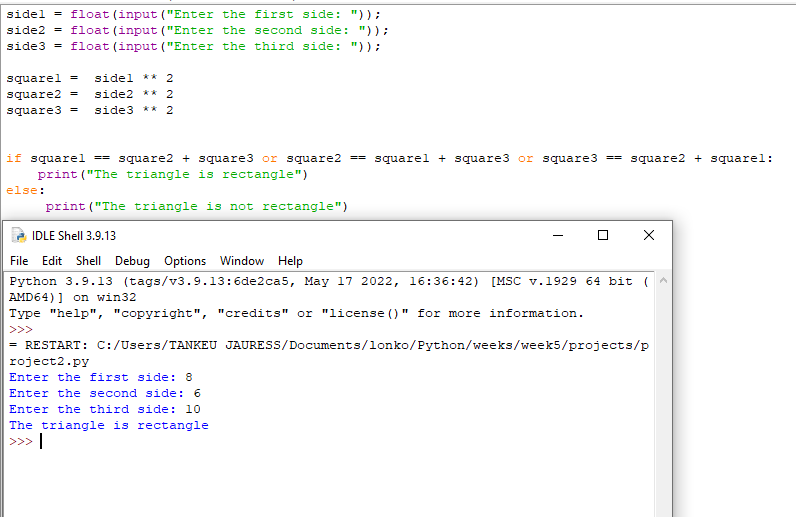 side1 = float(input("Enter the first side: "));
side2 = float(input("Enter the second side: "));
side3 = float(input("Enter the third side: "));
square1 =  side1 ** 2
square2 =  side2 ** 2
square3 =  side3 ** 2
if square1 == square2 + square3 or square2 == square1 + square3 or square3 == square2 + square1:
    print("The triangle is rectangle")
else:
     print("The triangle is not rectangle")
IDLE Shell 3.9.13
File Edit Shell Debug Options Window Help
Python 3.9.13 (tags/v3.9.13:6de2ca5, May 17 2022, 16:36:42) [MSC v.1929 64 bit (
AMD64)] on win32
Type "help", "copyright", "credits" or "license()" for more information.
>>>
= RESTART: C:/Users/TANKEU JAURESS/Documents/lonko/Python/weeks/week5/projects/p
roject2.py
Enter the first side: 8
Enter the second side: 6
Enter the third side: 10
The triangle is rectangle
>>>